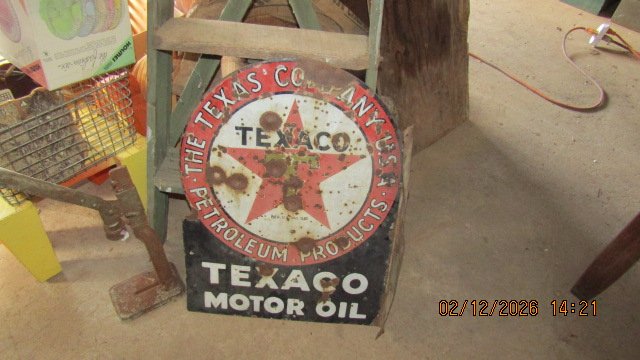 THE TEXAS COMPANY U.S.A.
TEXACO
PETROLEUM PRODUCTS
TEXACO
MOTOR OIL
02/12/2026 14:21